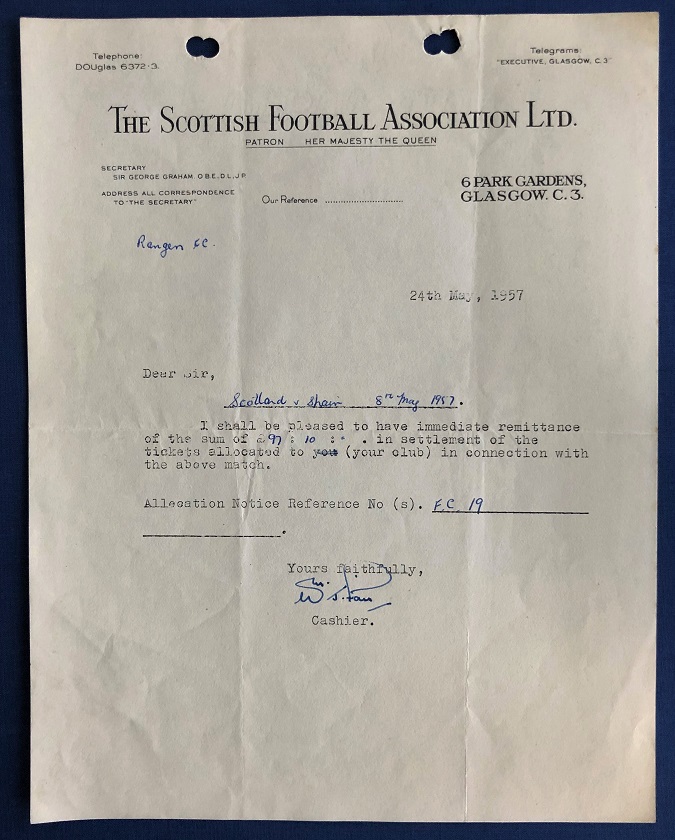 Telephone:
DOUglas 6372-3.
Telegrams:
"EXECUTIVE, GLASGOW, C.3"
THE SCOTTISH FOOTBALL ASSOCIATION LTD.
PATRON HER MAJESTY THE QUEEN
SECRETARY
SIR GEORGE GRAHAM. O.B.E., D.L., J.P.
ADDRESS ALL CORRESPONDENCE
TO "THE SECRETARY"
Our Reference ..............................
6 PARK GARDENS,
GLASGOW. C. 3.
Rangers F.C.
24th May, 1957
Dear Sir,
Scotland v Spain 8th May 1957.
I shall be pleased to have immediate remittance
of the sum of £97 : 10 : - . in settlement of the
tickets allocated to you (your club) in connection with
the above match.
Allocation Notice Reference No (s). F.C. 19
Yours faithfully,
Cashier.